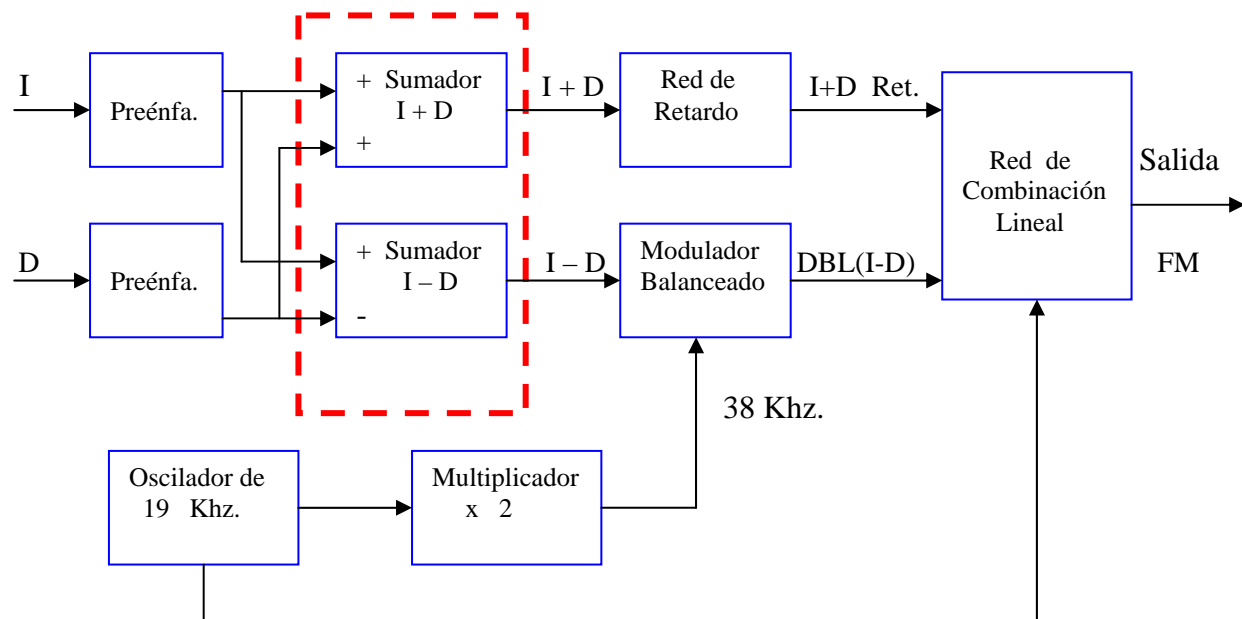 I
Preénfa.
+ Sumador
I + D
+
I + D
Red de
Retardo
I+D Ret.
Red de
Combinación
Lineal
Salida
FM
D
Preénfa.
+ Sumador
I – D
-
I – D
Modulador
Balanceado
DBL(I-D)
38 Khz.
Oscilador de
19 Khz.
Multiplicador
x 2